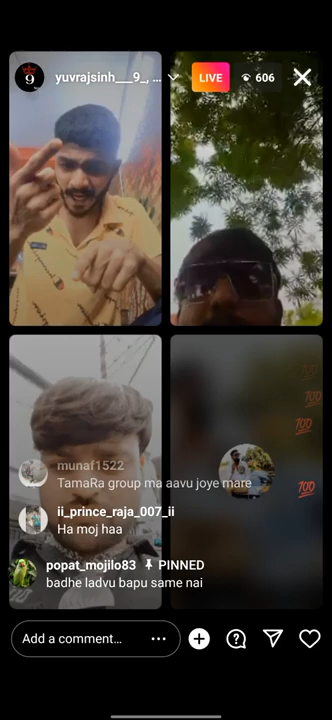 9
yuvrajsinh___9_, ...
LIVE
606
💯
💯
💯
💯
munaf1522
TamaRa group ma aavu joye mare
ii_prince_raja_007_ii
Ha moj haa
popat_mojilo83 📌 PINNED
badhe ladvu bapu same nai
Add a comment...